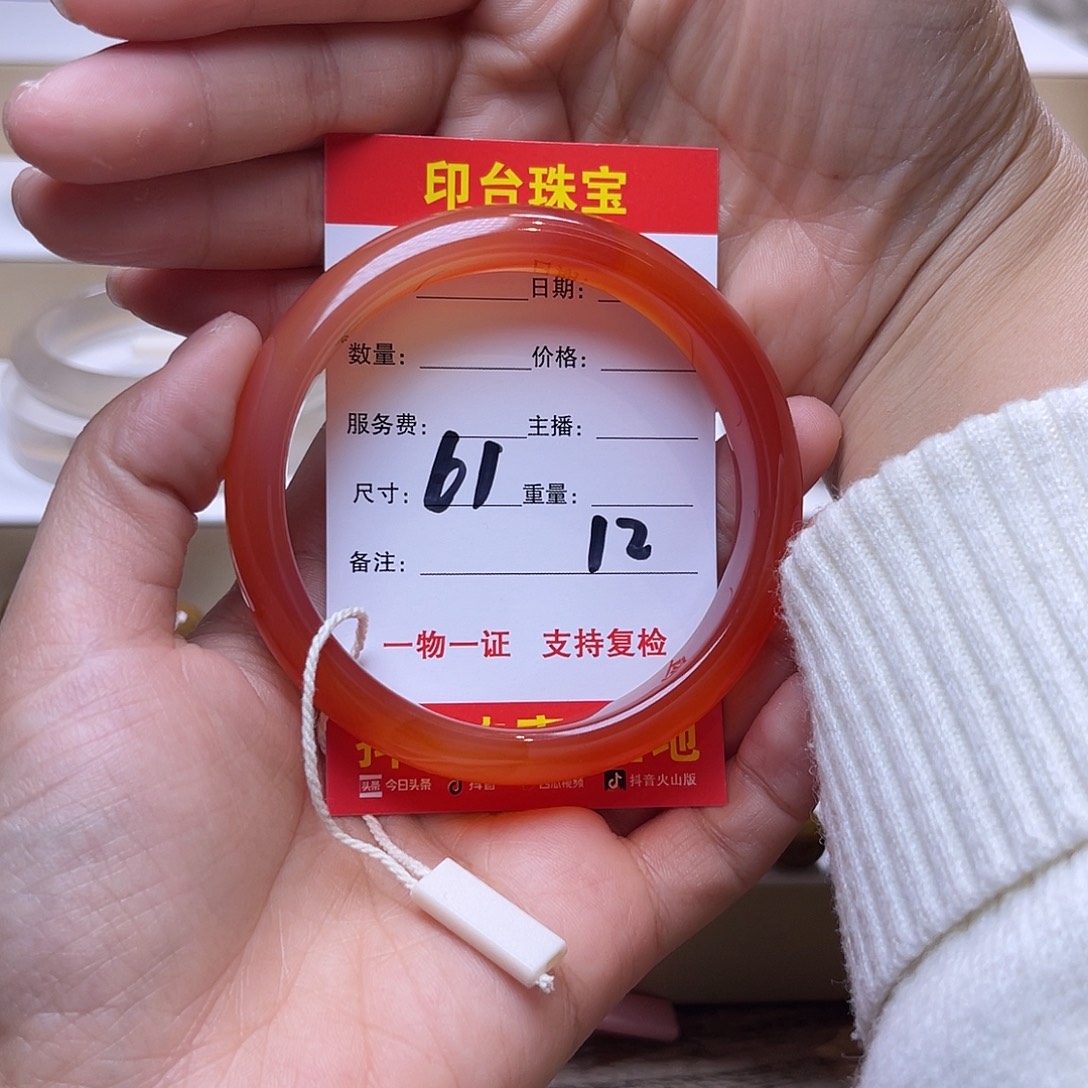 印台珠宝
日期：
数量： 价格：
服务费： 主播：
尺寸：61 重量：
12
备注：
一物一证 支持复检
头条 今日头条 抖音 西瓜视频 抖音火山版